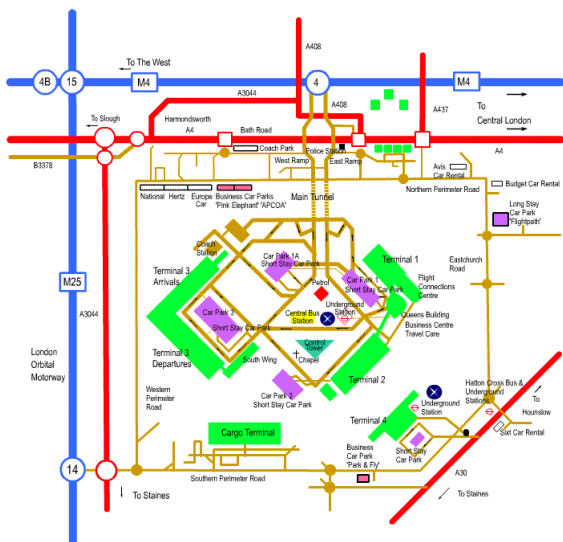 A408
To The West
4B
15
M4
4
M4
A3044
A408
A437
To
Central London
To Slough
Harmondsworth
A4
Bath Road
Police Station
A4
B3378
Coach Park
West Ramp
East Ramp
Avis
Car Rental
Northern Perimeter Road
Budget Car Rental
National
Hertz
Europe
Car
Business Car Parks
'Pink Elephant' 'APCOA'
Main Tunnel
Long Stay
Car Park
'Flightpath'
Coach
Station
Terminal 3
Arrivals
Car Park 1A
Short Stay Car Park
Petrol
Terminal 1
Car Park 1
Short Stay Car Park
Flight
Connections
Centre
Eastchurch
Road
M25
A3044
Car Park 3
Short Stay Car Park
Central Bus
Station
Underground
Station
Queens Building
Business Centre
Travel Care
London
Orbital
Motorway
Terminal 3
Departures
South Wing
Control
Tower
Chapel
Terminal 2
Western
Perimeter
Road
Car Park 2
Short Stay Car Park
Hatton Cross Bus &
Underground
Stations
To
Hounslow
Underground
Station
Terminal 4
Sixt Car Rental
Cargo Terminal
Business
Car Park
'Park & Fly'
Short Stay
Car Park
14
A30
Southern Perimeter Road
To Staines
To Staines